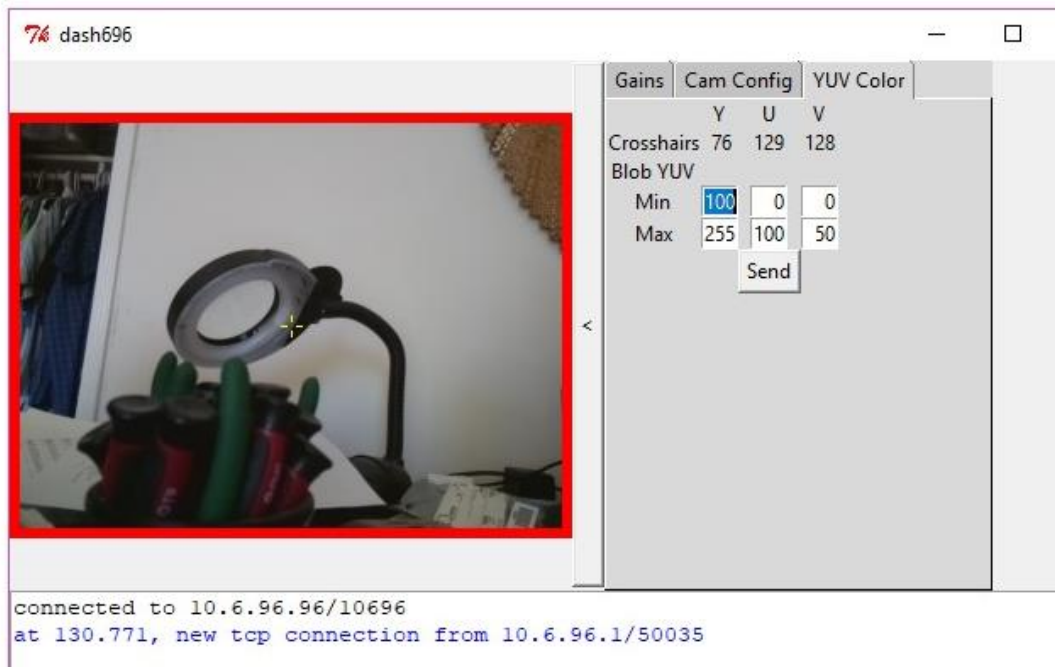 dash696
Gains Cam Config YUV Color
Y U V
Crosshairs 76 129 128
Blob YUV
Min 100 0 0
Max 255 100 50
Send
<
connected to 10.6.96.96/10696
at 130.771, new tcp connection from 10.6.96.1/50035